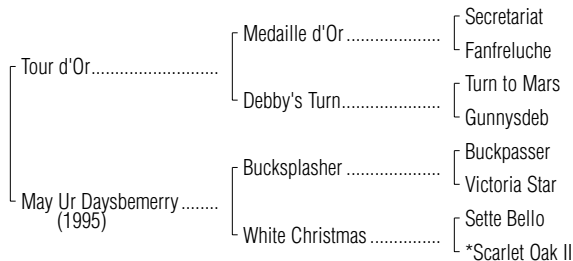 Secretariat
Medaille d'Or ....................
Fanfreluche
Tour d'Or...........................
Turn to Mars
Debby's Turn.....................
Gunnysdeb
Buckpasser
Bucksplasher ....................
Victoria Star
May Ur Daysbemerry ........
(1995)
Sette Bello
White Christmas ...............
*Scarlet Oak II